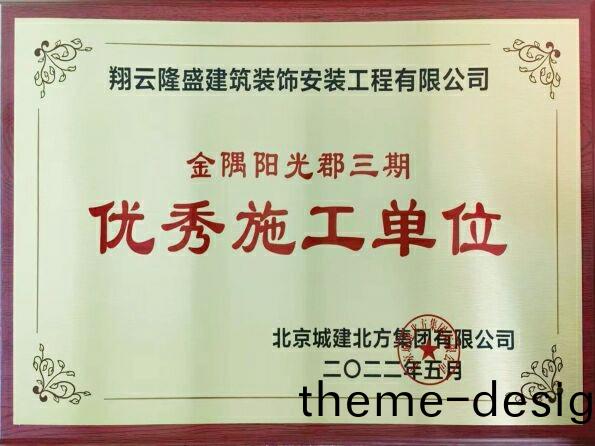 翔云隆盛建筑装饰安装工程有限公司
金隅阳光郡三期
优秀施工单位
北京城建北方集团有限公司
二〇二二年五月
theme-desig